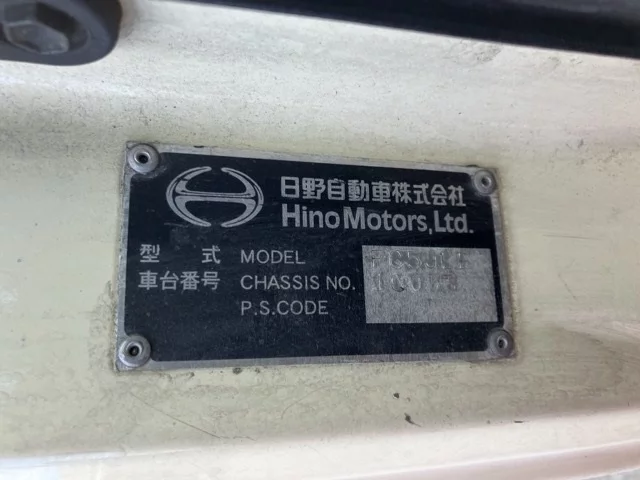 日野自動車株式会社
Hino Motors, Ltd.
型 式 MODEL
車台番号 CHASSIS NO.
P.S.CODE